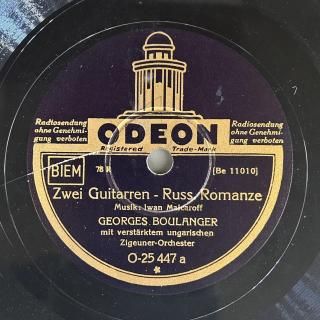 Radiosendung
ohne Genehmi-
gung verboten
Radiosendung
ohne Genehmi-
gung verboten
ODEON
Registered Trade-Mark
BIEM 78 R [Be 11010]
Zwei Guitarren - Russ. Romanze
Musik: Iwan Makaroff
GEORGES BOULANGER
mit verstärktem ungarischen
Zigeuner-Orchester
O-25 447 a